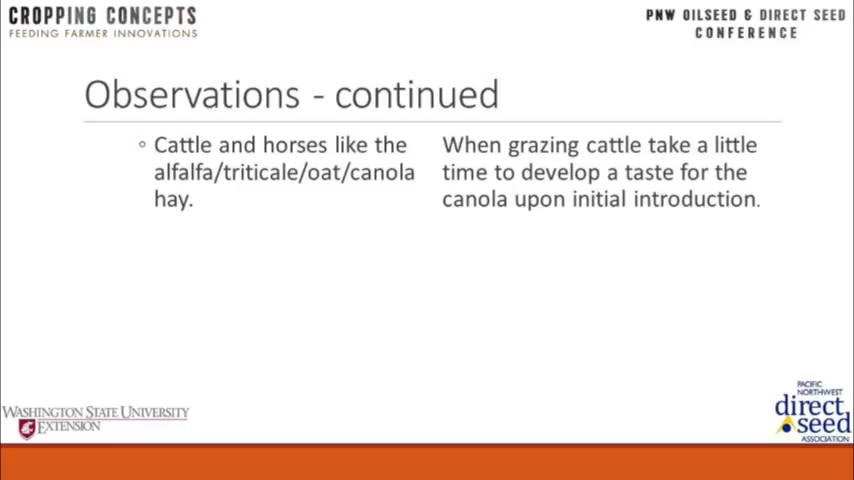 CROPPING CONCEPTS
FEEDING FARMER INNOVATIONS
PNW OILSEED & DIRECT SEED
CONFERENCE
Observations - continued
Cattle and horses like the
alfalfa/triticale/oat/canola
hay.
When grazing cattle take a little
time to develop a taste for the
canola upon initial introduction.
WASHINGTON STATE UNIVERSITY
EXTENSION
PACIFIC
NORTHWEST
direct
seed
ASSOCIATION